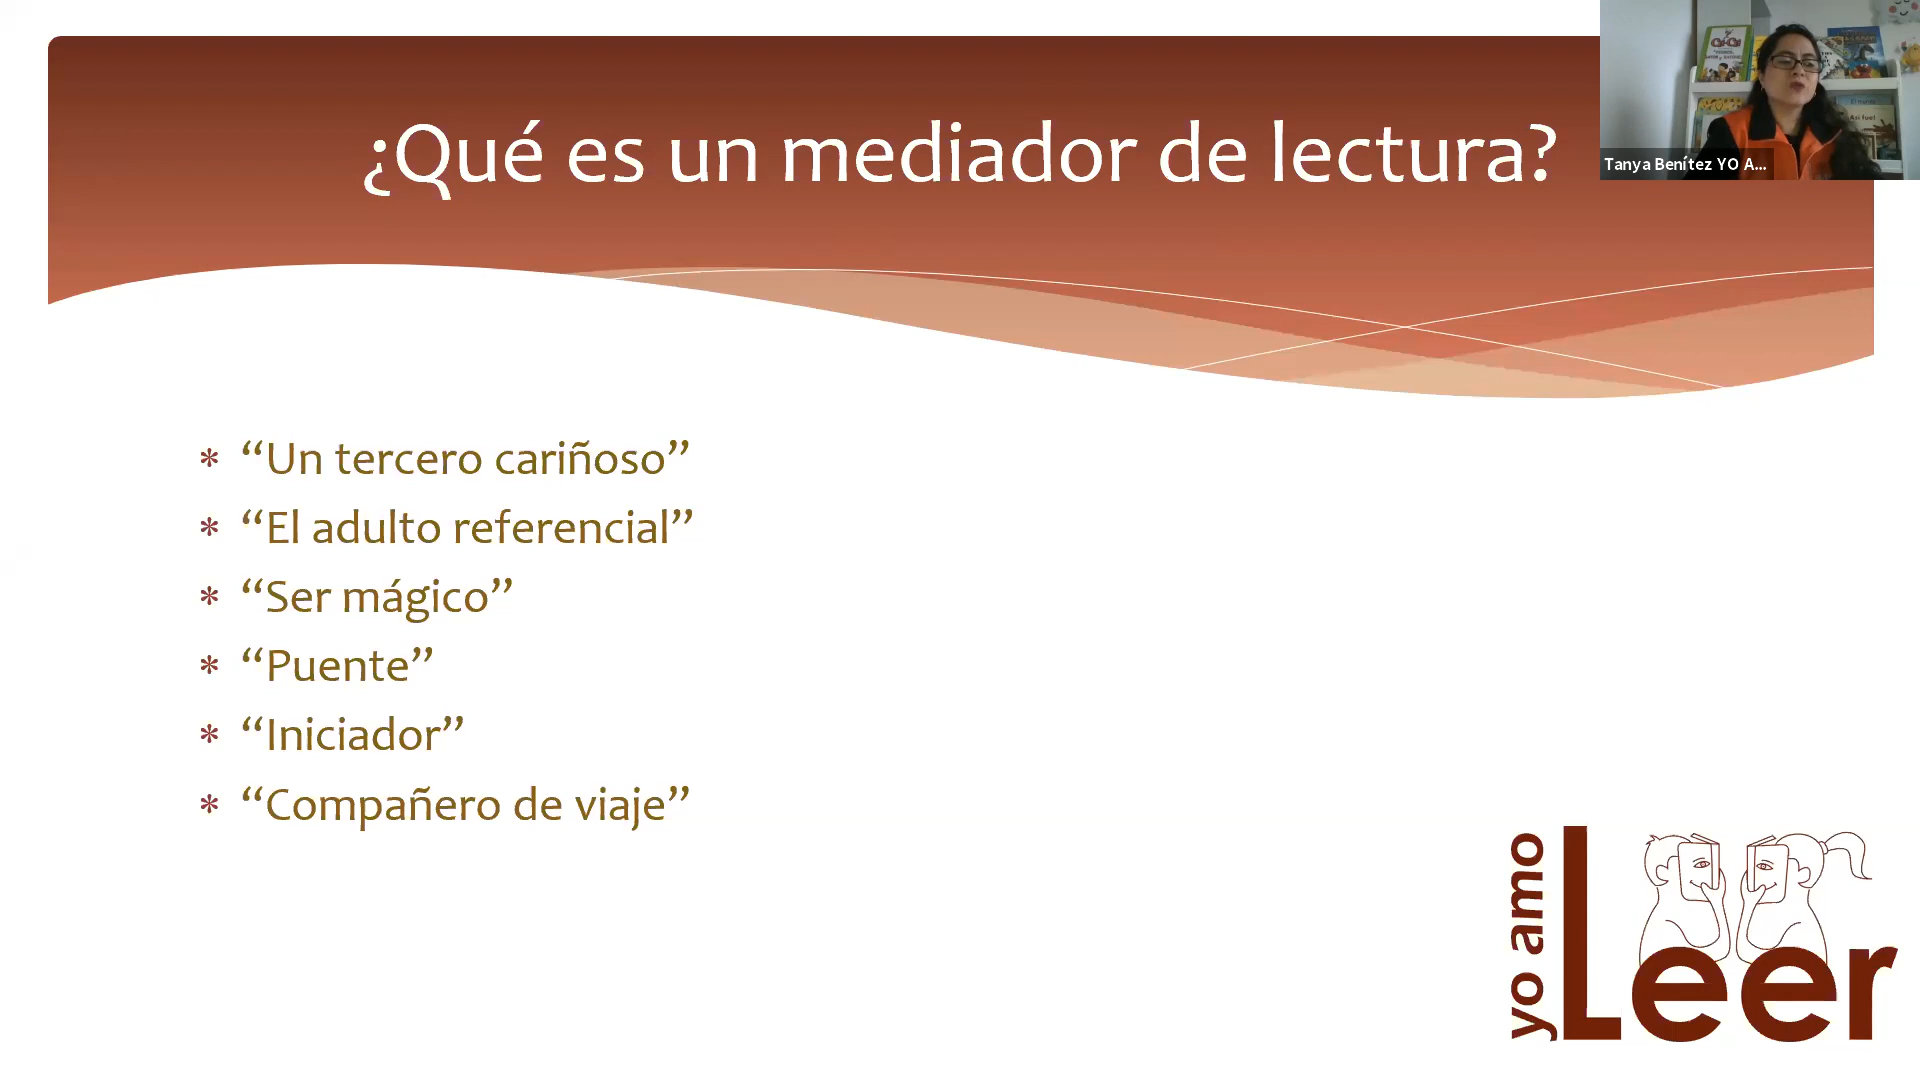 ¿Qué es un mediador de lectura?
Tanya Benítez YO A...
* “Un tercero cariñoso”
* “El adulto referencial”
* “Ser mágico”
* “Puente”
* “Iniciador”
* “Compañero de viaje”
yo amo
Leer